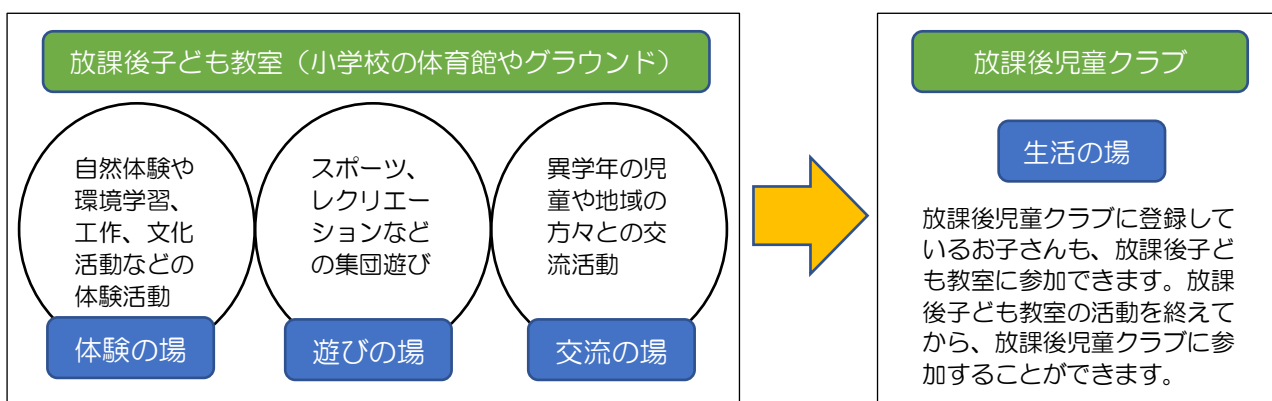 放課後子ども教室（小学校の体育館やグラウンド）
自然体験や
環境学習、
工作、文化
活動などの
体験活動
体験の場
スポーツ、
レクリエー
ションなど
の集団遊び
遊びの場
異学年の児
童や地域の
方々との交
流活動
交流の場
放課後児童クラブ
生活の場
放課後児童クラブに登録して
いるお子さんも、放課後子ど
も教室に参加できます。放課
後子ども教室の活動を終えて
から、放課後児童クラブに参
加することができます。